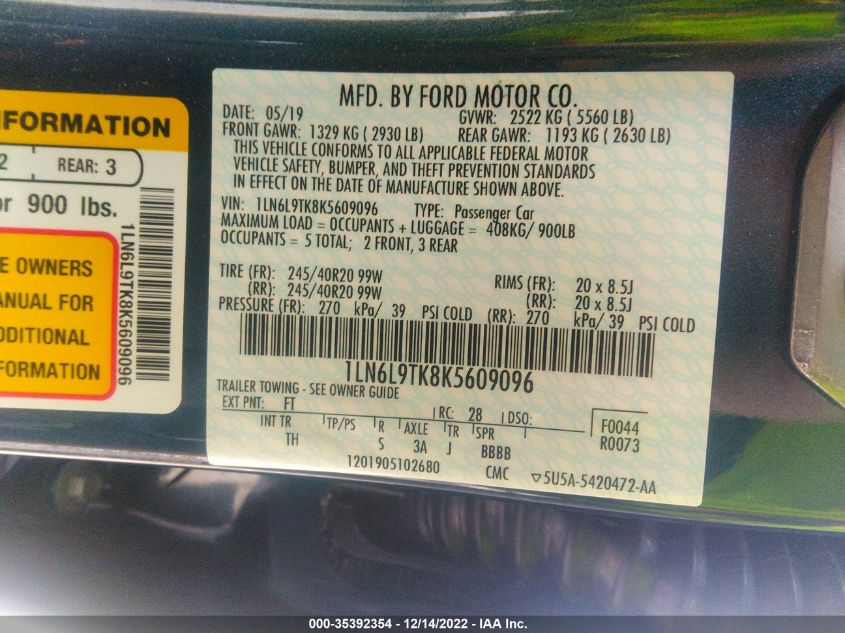 NFORMATION
2 REAR: 3
or 900 lbs.
E OWNERS
ANUAL FOR
DDITIONAL
FORMATION
1LN6L9TK8K5609096
MFD. BY FORD MOTOR CO.
DATE: 05/19 GVWR: 2522 KG ( 5560 LB)
FRONT GAWR: 1329 KG ( 2930 LB) REAR GAWR: 1193 KG ( 2630 LB)
THIS VEHICLE CONFORMS TO ALL APPLICABLE FEDERAL MOTOR
VEHICLE SAFETY, BUMPER, AND THEFT PREVENTION STANDARDS
IN EFFECT ON THE DATE OF MANUFACTURE SHOWN ABOVE.
VIN: 1LN6L9TK8K5609096 TYPE: Passenger Car
MAXIMUM LOAD = OCCUPANTS + LUGGAGE = 408KG/ 900LB
OCCUPANTS = 5 TOTAL; 2 FRONT, 3 REAR
TIRE (FR): 245/40R20 99W RIMS (FR): 20 x 8.5J
(RR): 245/40R20 99W (RR): 20 x 8.5J
PRESSURE (FR): 270 kPa/ 39 PSI COLD (RR): 270 kPa/ 39 PSI COLD
1LN6L9TK8K5609096
TRAILER TOWING - SEE OWNER GUIDE
EXT PNT: FT RC: 28 DSO: F0044
INT TR TP/PS R AXLE TR SPR R0073
TH S 3A J BBBB
1201905102680 CMC ▽5U5A-5420472-AA
000-35392354 / 12/14/2022 - IAA Inc.